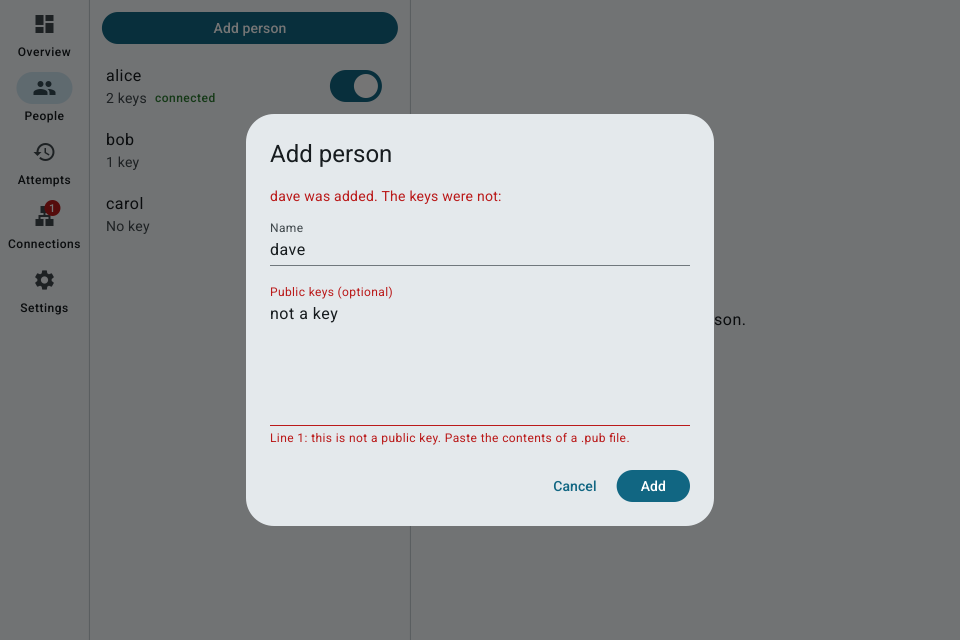 Overview
People
Attempts
1
Connections
Settings
Add person
alice
2 keys connected
bob
1 key
carol
No key
son.
Add person
dave was added. The keys were not:
Name
dave
Public keys (optional)
not a key
Line 1: this is not a public key. Paste the contents of a .pub file.
Cancel
Add